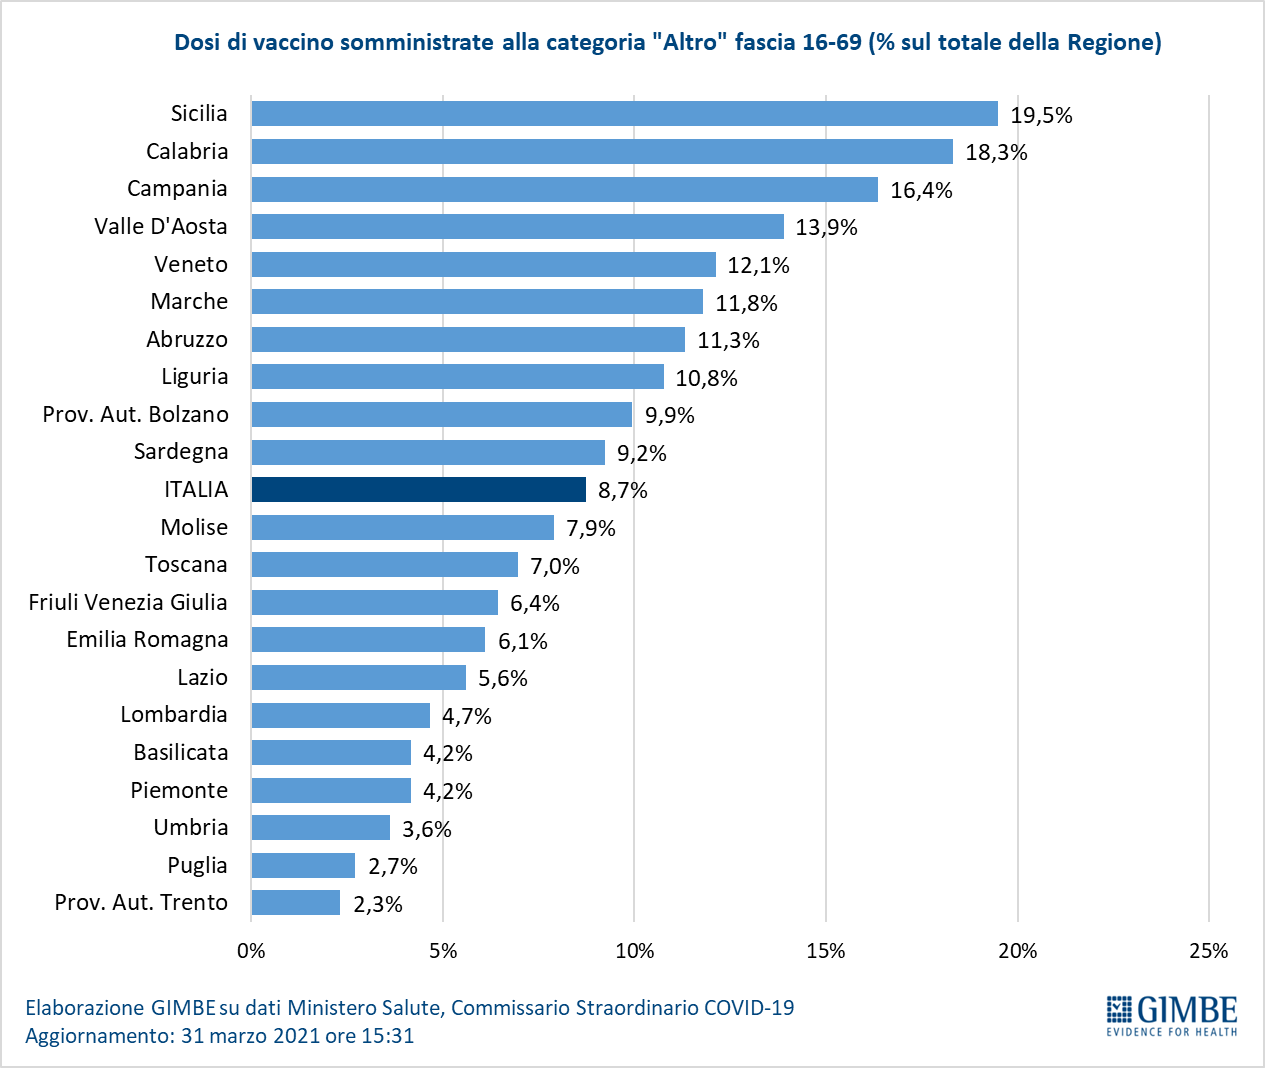 Dosi di vaccino somministrate alla categoria "Altro" fascia 16-69 (% sul totale della Regione)
Sicilia 19,5%
Calabria 18,3%
Campania 16,4%
Valle D'Aosta 13,9%
Veneto 12,1%
Marche 11,8%
Abruzzo 11,3%
Liguria 10,8%
Prov. Aut. Bolzano 9,9%
Sardegna 9,2%
ITALIA 8,7%
Molise 7,9%
Toscana 7,0%
Friuli Venezia Giulia 6,4%
Emilia Romagna 6,1%
Lazio 5,6%
Lombardia 4,7%
Basilicata 4,2%
Piemonte 4,2%
Umbria 3,6%
Puglia 2,7%
Prov. Aut. Trento 2,3%
0% 5% 10% 15% 20% 25%
Elaborazione GIMBE su dati Ministero Salute, Commissario Straordinario COVID-19
Aggiornamento: 31 marzo 2021 ore 15:31
GIMBE
EVIDENCE FOR HEALTH